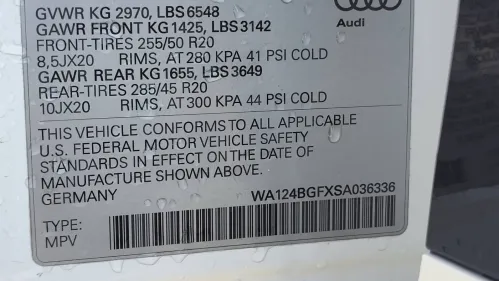 GVWR KG 2970, LBS 6548
GAWR FRONT KG 1425, LBS 3142
FRONT-TIRES 255/50 R20
8,5JX20 RIMS, AT 280 KPA 41 PSI COLD
GAWR REAR KG 1655, LBS 3649
REAR-TIRES 285/45 R20
10JX20 RIMS, AT 300 KPA 44 PSI COLD
THIS VEHICLE CONFORMS TO ALL APPLICABLE
U.S. FEDERAL MOTOR VEHICLE SAFETY
STANDARDS IN EFFECT ON THE DATE OF
MANUFACTURE SHOWN ABOVE.
GERMANY WA124BGFXSA036336
TYPE:
MPV
Audi